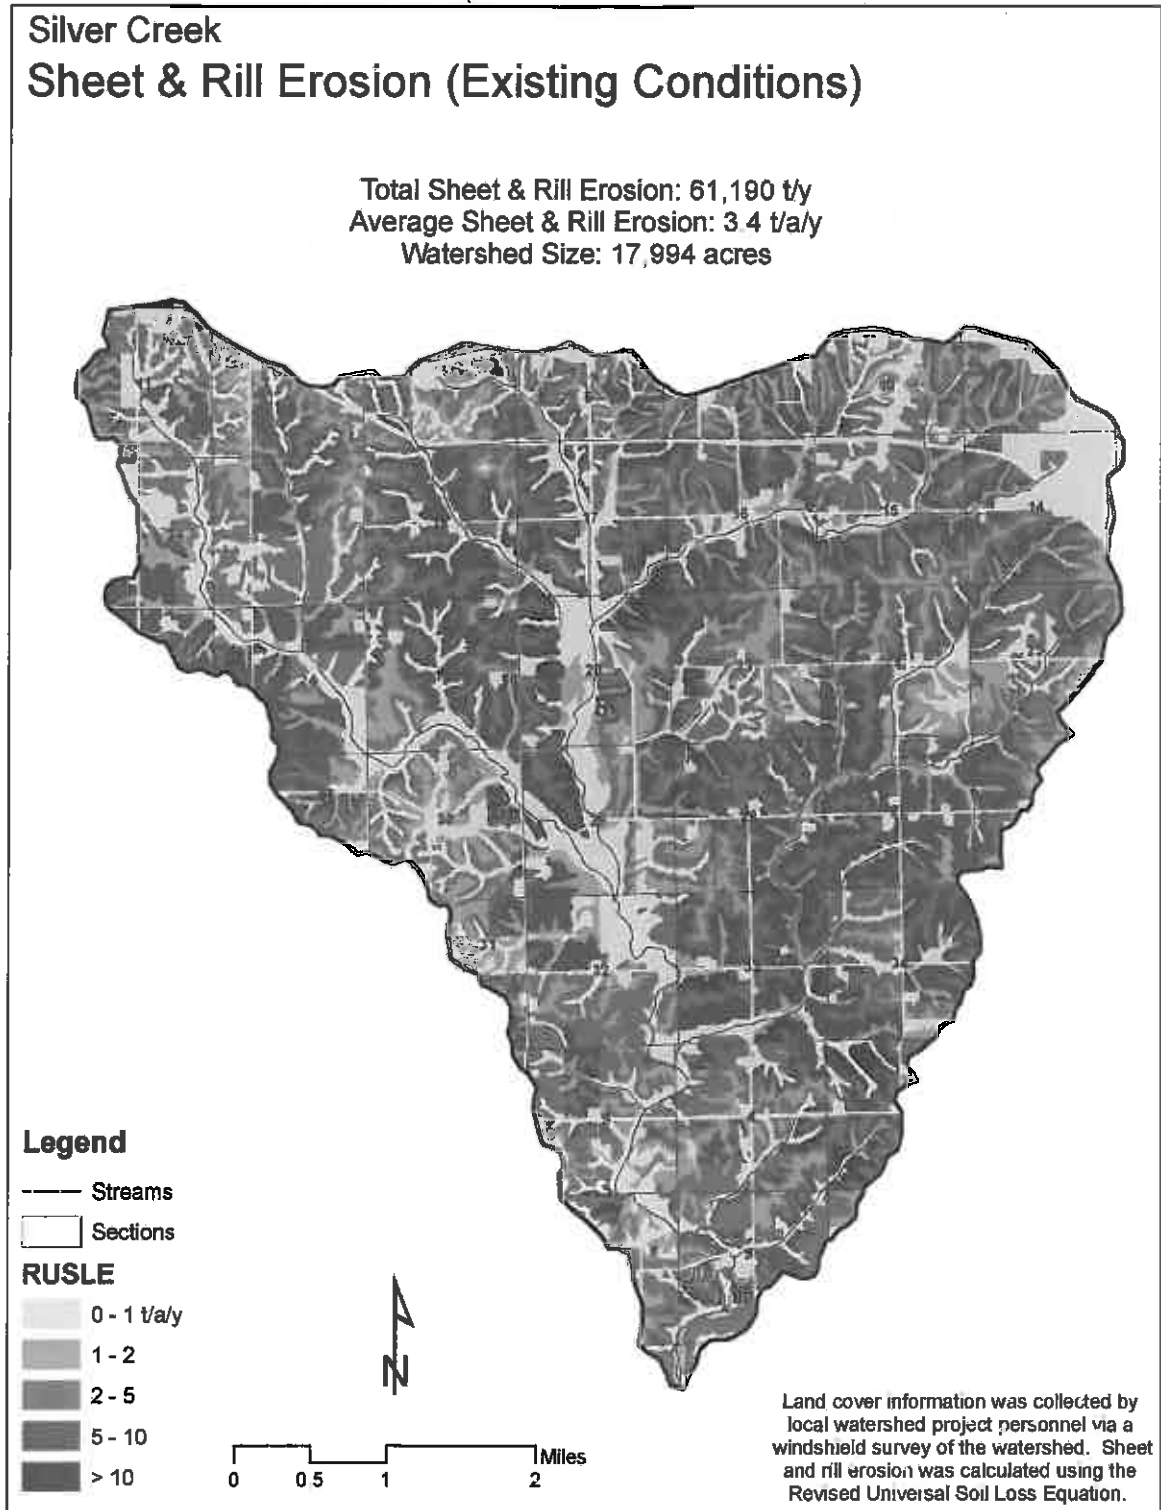 Silver Creek
Sheet & Rill Erosion (Existing Conditions)
Total Sheet & Rill Erosion: 61,190 t/y
Average Sheet & Rill Erosion: 3.4 t/a/y
Watershed Size: 17,994 acres
Legend
Streams
Sections
RUSLE
0 - 1 t/a/y
1 - 2
2 - 5
5 - 10
> 10
N
Miles
0 0.5 1 2
Land cover information was collected by
local watershed project personnel via a
windshield survey of the watershed. Sheet
and rill erosion was calculated using the
Revised Universal Soil Loss Equation.